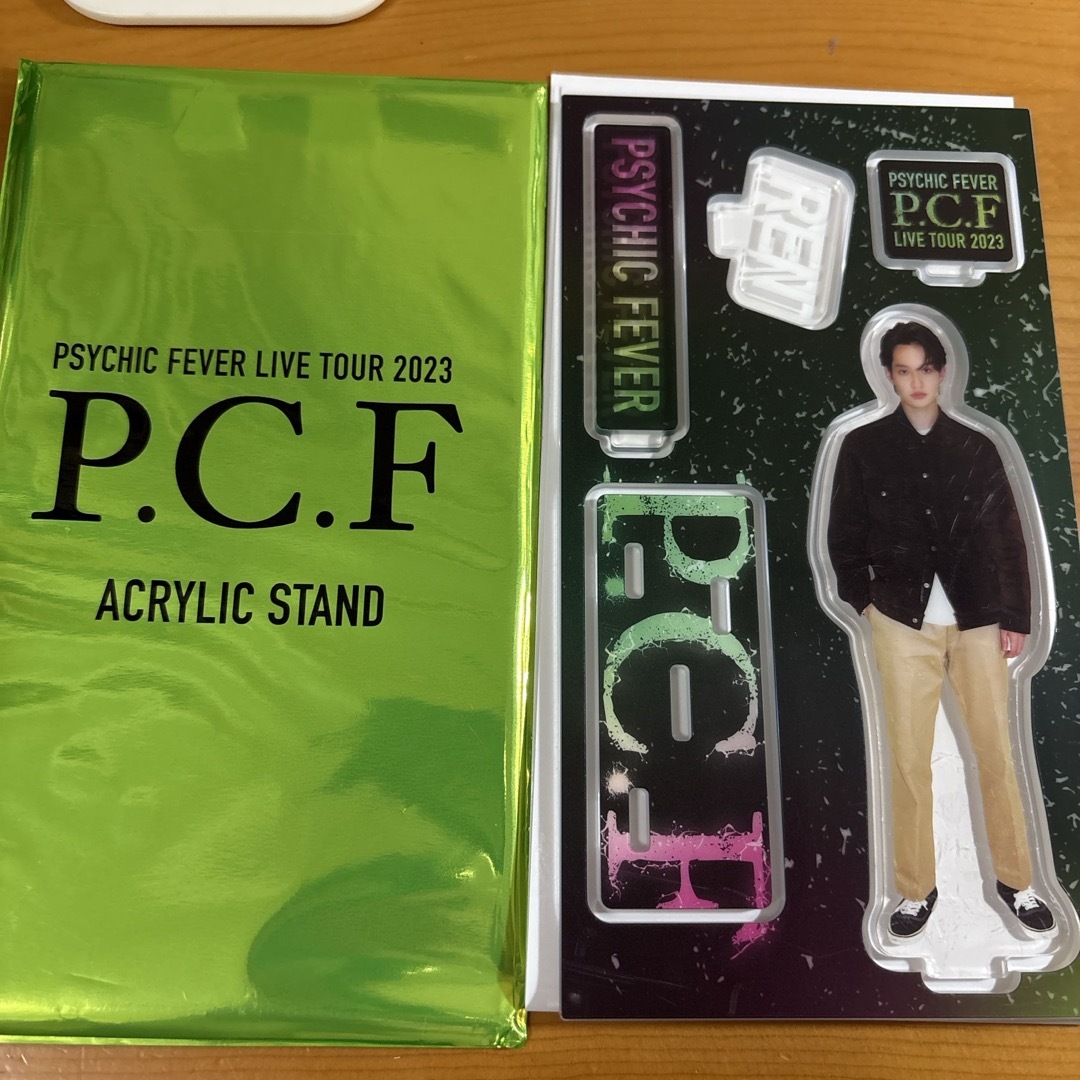 PSYCHIC FEVER LIVE TOUR 2023
P.C.F
ACRYLIC STAND
PSYCHIC FEVER
REN
PSYCHIC FEVER
P.C.F
LIVE TOUR 2023
P.C.F